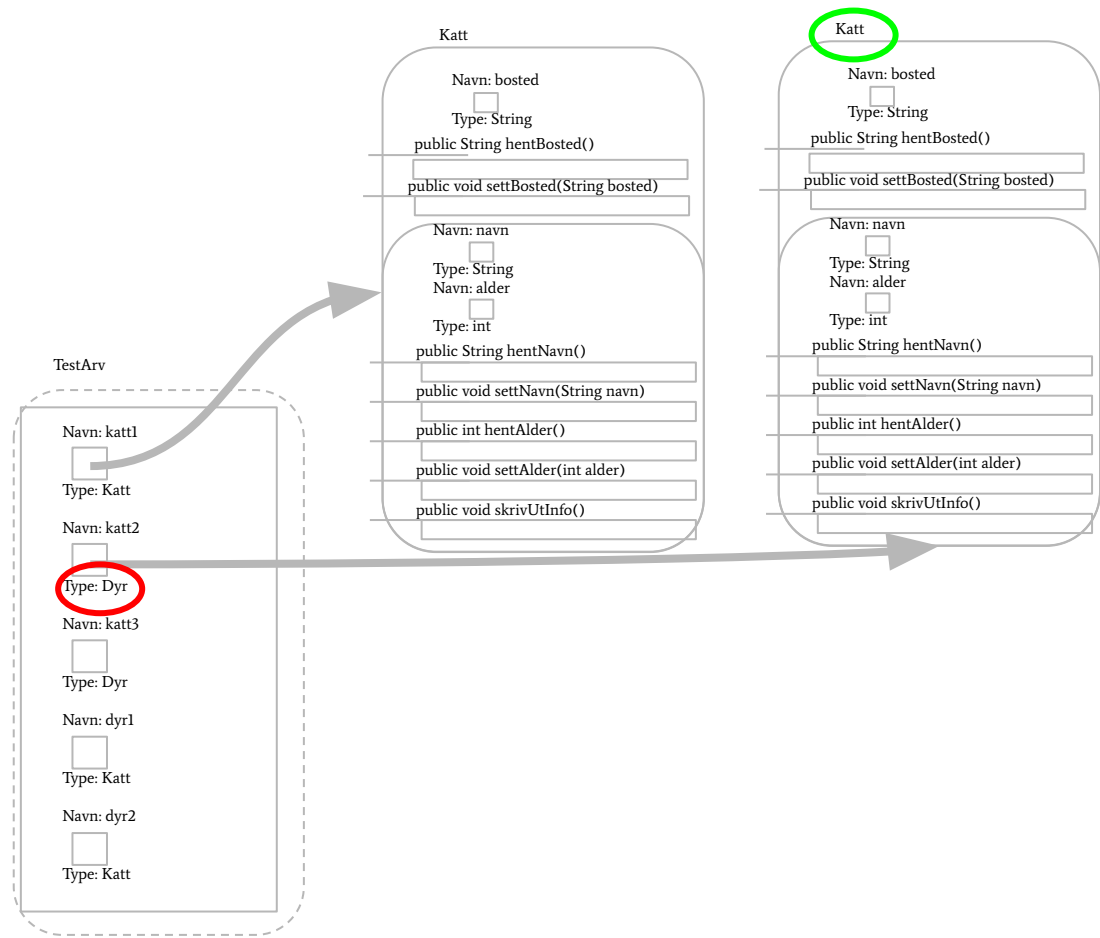 TestArv
Navn: katt1
Type: Katt
Navn: katt2
Type: Dyr
Navn: katt3
Type: Dyr
Navn: dyr1
Type: Katt
Navn: dyr2
Type: Katt
Katt
Navn: bosted
Type: String
public String hentBosted()
public void settBosted(String bosted)
Navn: navn
Type: String
Navn: alder
Type: int
public String hentNavn()
public void settNavn(String navn)
public int hentAlder()
public void settAlder(int alder)
public void skrivUtInfo()
Katt
Navn: bosted
Type: String
public String hentBosted()
public void settBosted(String bosted)
Navn: navn
Type: String
Navn: alder
Type: int
public String hentNavn()
public void settNavn(String navn)
public int hentAlder()
public void settAlder(int alder)
public void skrivUtInfo()